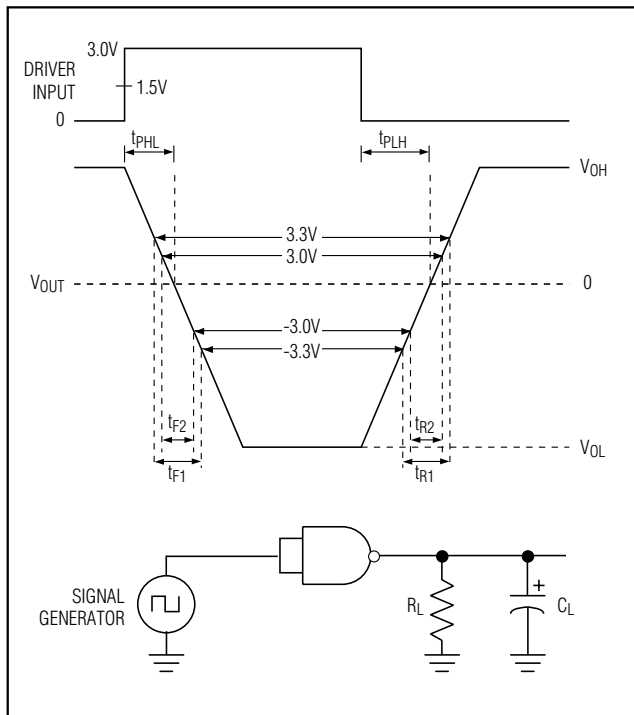 3.0V
DRIVER
INPUT
1.5V
0
tPHL
tPLH
VOH
3.3V
3.0V
VOUT
0
-3.0V
-3.3V
tF2
tR2
tF1
tR1
VOL
SIGNAL
GENERATOR
RL
+
CL